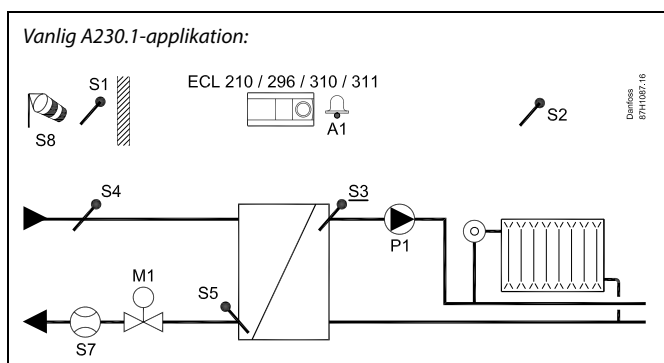 Vanlig A230.1-applikation:
ECL 210 / 296 / 310 / 311
S1
S8
A1
S2
Danfoss
87H1087.16
S4
S3
P1
M1
S5
S7